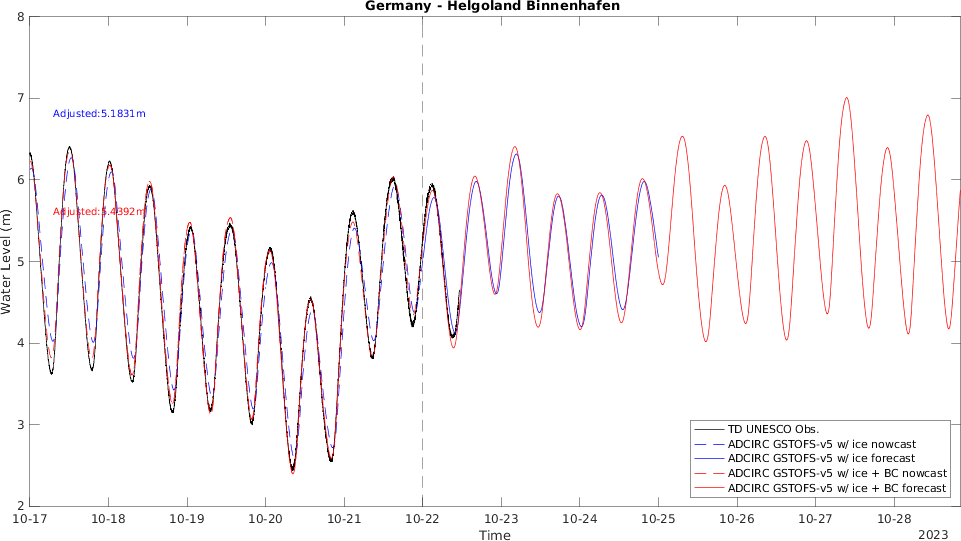 Germany - Helgoland Binnenhafen
8
7
6
5
4
3
2
Water Level (m)
Adjusted:5.1831m
Adjusted:5.4392m
TD UNESCO Obs.
ADCIRC GSTOFS-v5 w/ ice nowcast
ADCIRC GSTOFS-v5 w/ ice forecast
ADCIRC GSTOFS-v5 w/ ice + BC nowcast
ADCIRC GSTOFS-v5 w/ ice + BC forecast
10-17 10-18 10-19 10-20 10-21 10-22 10-23 10-24 10-25 10-26 10-27 10-28
2023
Time